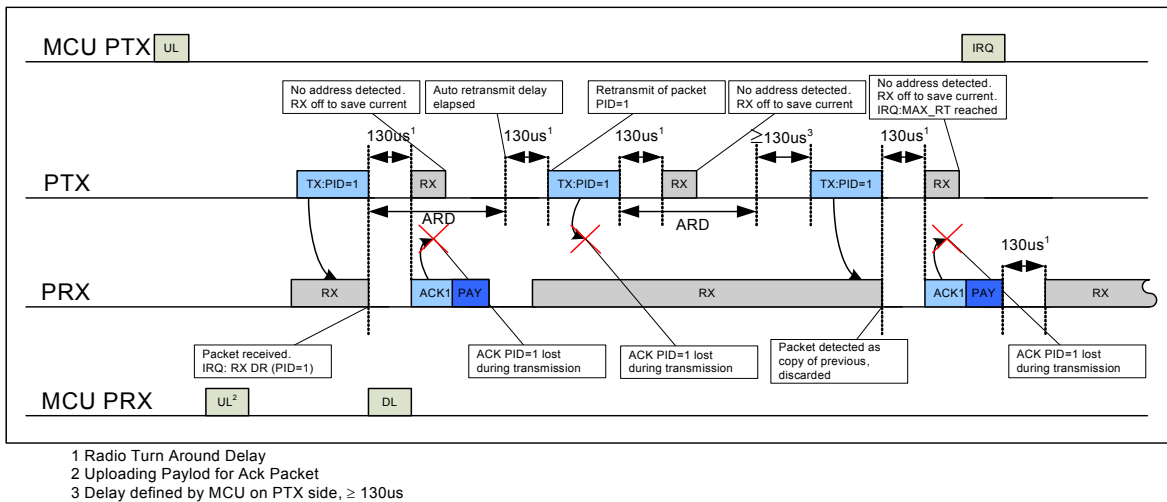 MCU PTX
UL
IRQ
No address detected.
RX off to save current
Auto retransmit delay
elapsed
Retransmit of packet
PID=1
No address detected.
RX off to save current
No address detected.
RX off to save current.
IRQ:MAX_RT reached
130us¹
130us¹
130us¹
≥130us³
130us¹
PTX
TX:PID=1
RX
TX:PID=1
RX
TX:PID=1
RX
ARD
ARD
130us¹
PRX
RX
ACK1
PAY
RX
ACK1
PAY
RX
Packet received.
IRQ: RX DR (PID=1)
ACK PID=1 lost
during transmission
ACK PID=1 lost
during transmission
Packet detected as
copy of previous,
discarded
ACK PID=1 lost
during transmission
MCU PRX
UL²
DL
1 Radio Turn Around Delay
2 Uploading Paylod for Ack Packet
3 Delay defined by MCU on PTX side, ≥ 130us